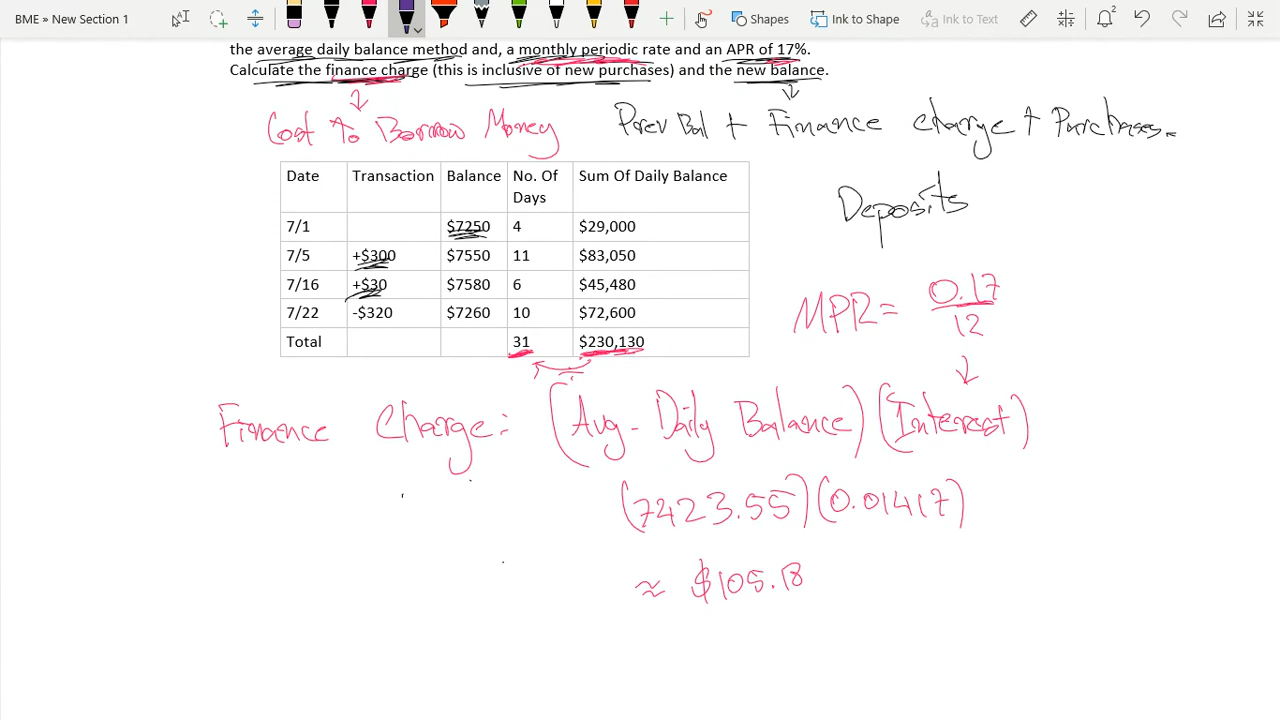 BME » New Section 1
Shapes
Ink to Shape
Ink to Text
2
the average daily balance method and, a monthly periodic rate and an APR of 17%.
Calculate the finance charge (this is inclusive of new purchases) and the new balance.
Cost To Borrow Money
Prev Bal + Finance charge + Purchases -
Deposits
Date Transaction Balance No. Of Days Sum Of Daily Balance
7/1 $7250 4 $29,000
7/5 +$300 $7550 11 $83,050
7/16 +$30 $7580 6 $45,480
7/22 -$320 $7260 10 $72,600
Total 31 $230,130
MPR = 0.17
12
Finance Charge: (Avg- Daily Balance)(Interest)
(7423.55)(0.01417)
≈ $105.18